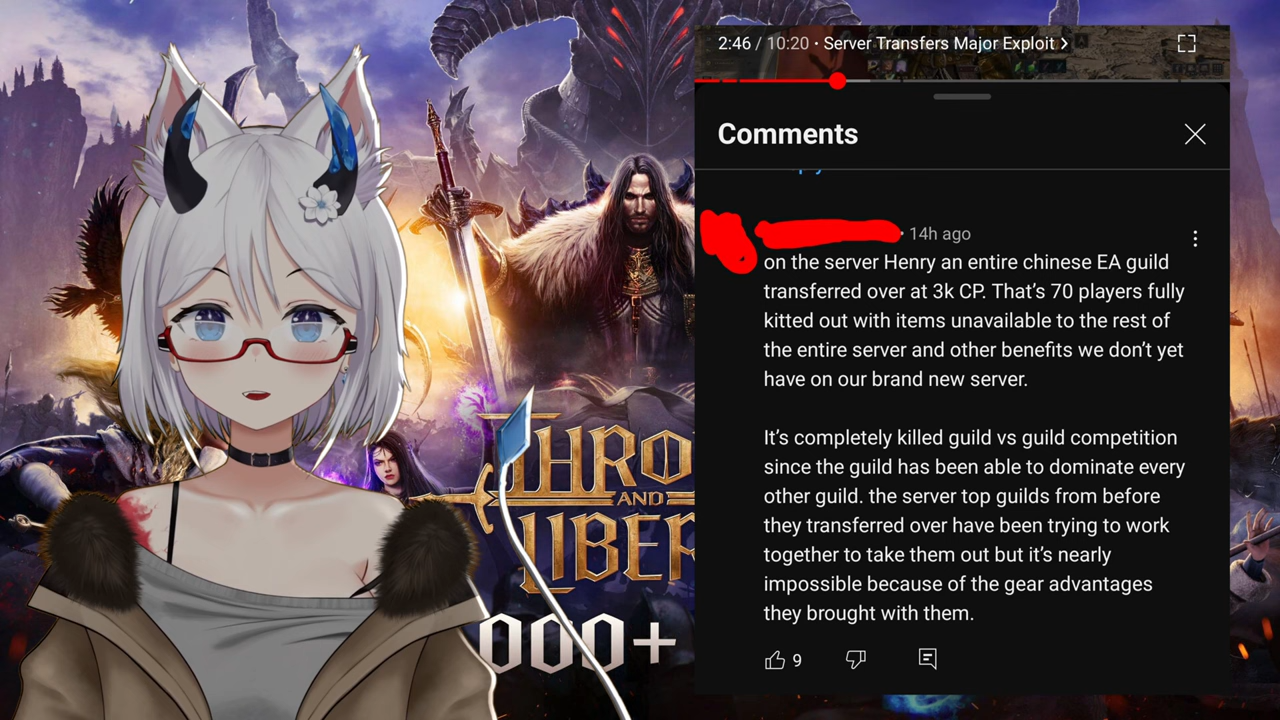 2:46 / 10:20 • Server Transfers Major Exploit >
Comments
• 14h ago
on the server Henry an entire chinese EA guild
transferred over at 3k CP. That's 70 players fully
kitted out with items unavailable to the rest of
the entire server and other benefits we don't yet
have on our brand new server.
It's completely killed guild vs guild competition
since the guild has been able to dominate every
other guild. the server top guilds from before
they transferred over have been trying to work
together to take them out but it's nearly
impossible because of the gear advantages
they brought with them.
9
AND
000+